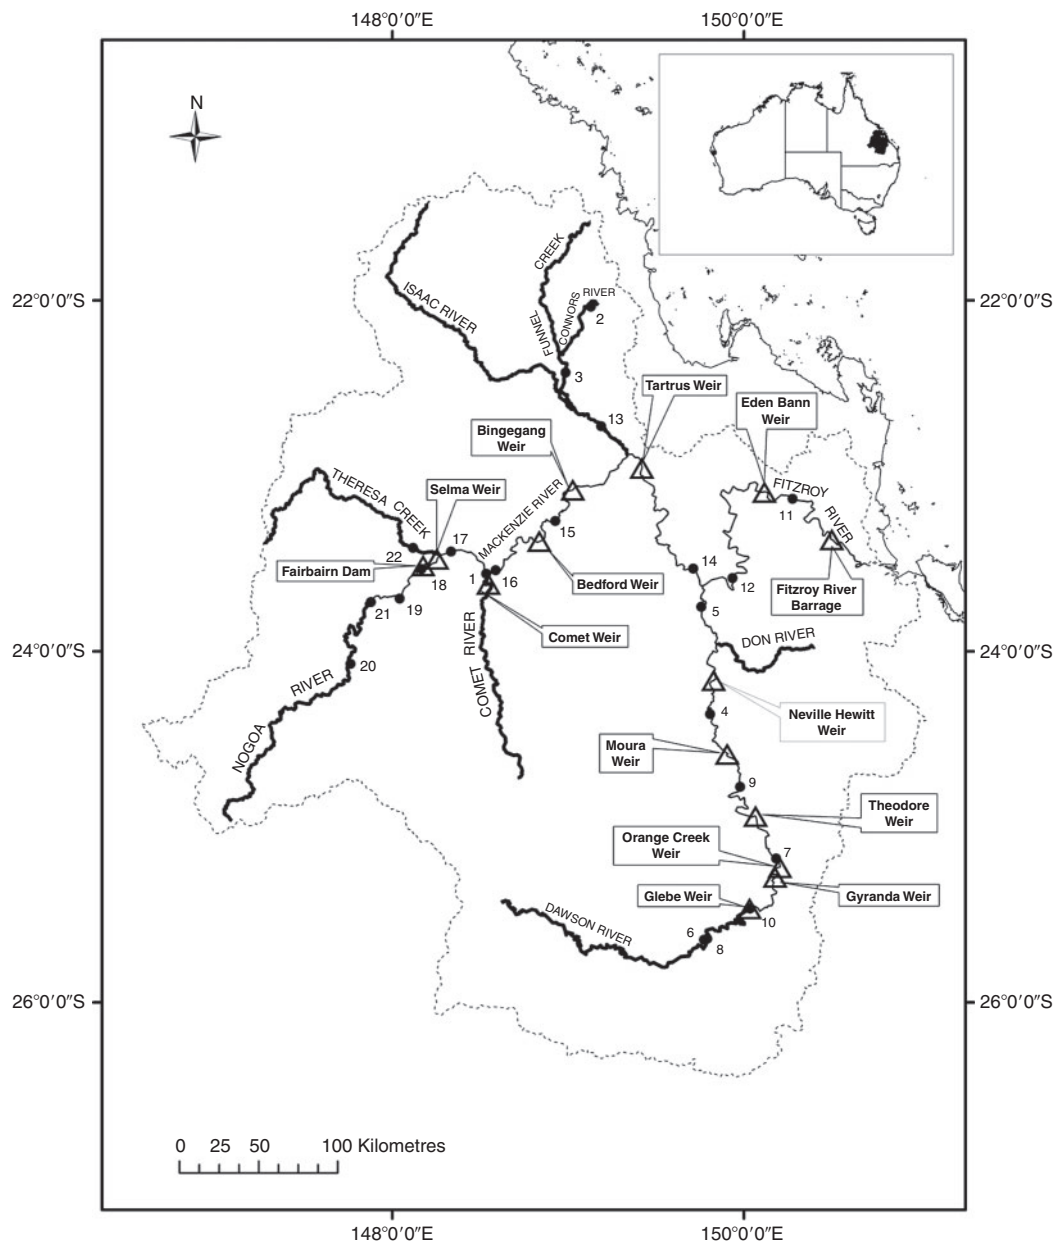 148°0′0″E
150°0′0″E
N
22°0′0″S
22°0′0″S
ISAAC RIVER
FUNNEL
CREEK
CONNORS
RIVER
2
3
13
Tartrus Weir
Eden Bann
Weir
Bingegang
Weir
THERESA CREEK
Selma Weir
MACKENZIE RIVER
FITZROY
RIVER
11
15
17
22
Fairbairn Dam
18
1
16
Bedford Weir
14
12
Fitzroy River
Barrage
21
19
5
Comet Weir
COMET RIVER
DON RIVER
24°0′0″S
24°0′0″S
20
NOGOA
RIVER
4
Neville Hewitt
Weir
Moura
Weir
9
Theodore
Weir
Orange Creek
Weir
7
Glebe Weir
Gyranda Weir
DAWSON RIVER
6
8
10
26°0′0″S
26°0′0″S
0 25 50 100 Kilometres
148°0′0″E
150°0′0″E